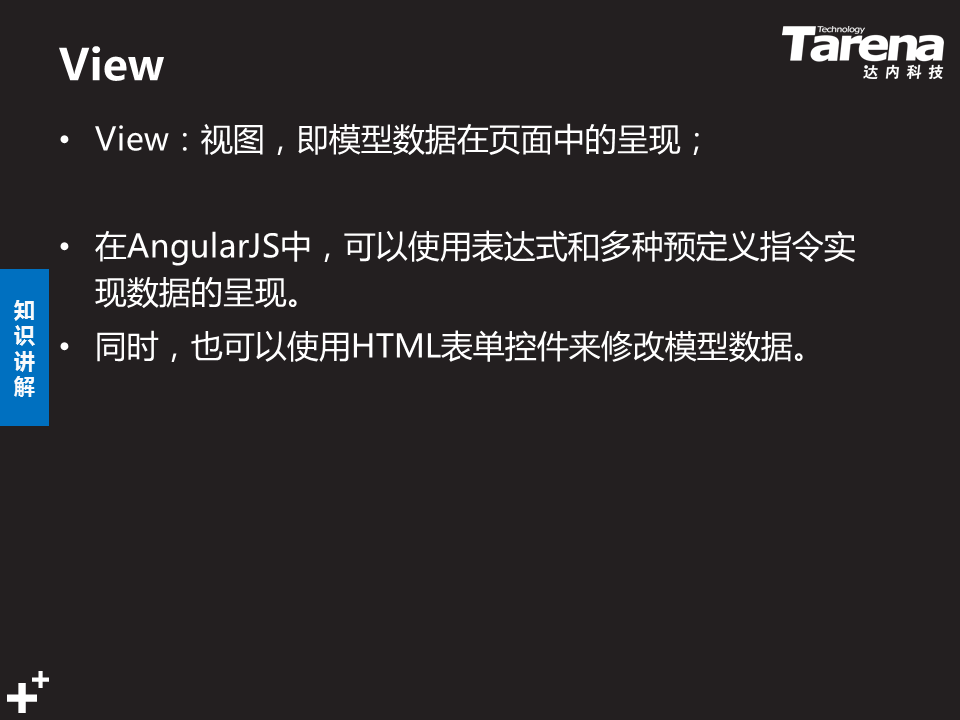 View
Technology
Tarena
达内科技
• View：视图，即模型数据在页面中的呈现；
• 在AngularJS中，可以使用表达式和多种预定义指令实
现数据的呈现。
• 同时，也可以使用HTML表单控件来修改模型数据。
知
识
讲
解